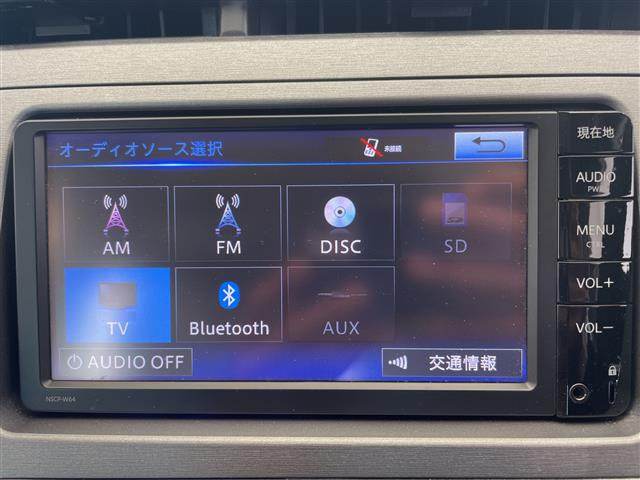 オーディオソース選択
未接続
AM
FM
DISC
SD
TV
Bluetooth
AUX
AUDIO OFF
交通情報
NSCP-W64
現在地
AUDIO
PWR
MENU
CTRL
VOL+
VOL−